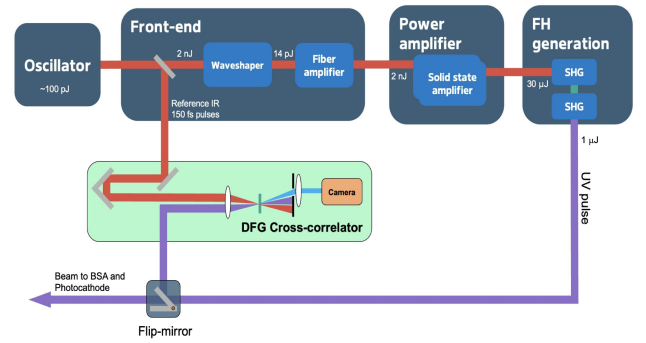 Oscillator
~100 pJ
Front-end
2 nJ
Waveshaper
14 pJ
Fiber
amplifier
Reference IR
150 fs pulses
Power
amplifier
2 nJ
Solid state
amplifier
FH
generation
30 µJ
SHG
SHG
1 µJ
UV pulse
Camera
DFG Cross-correlator
Beam to BSA and
Photocathode
Flip-mirror